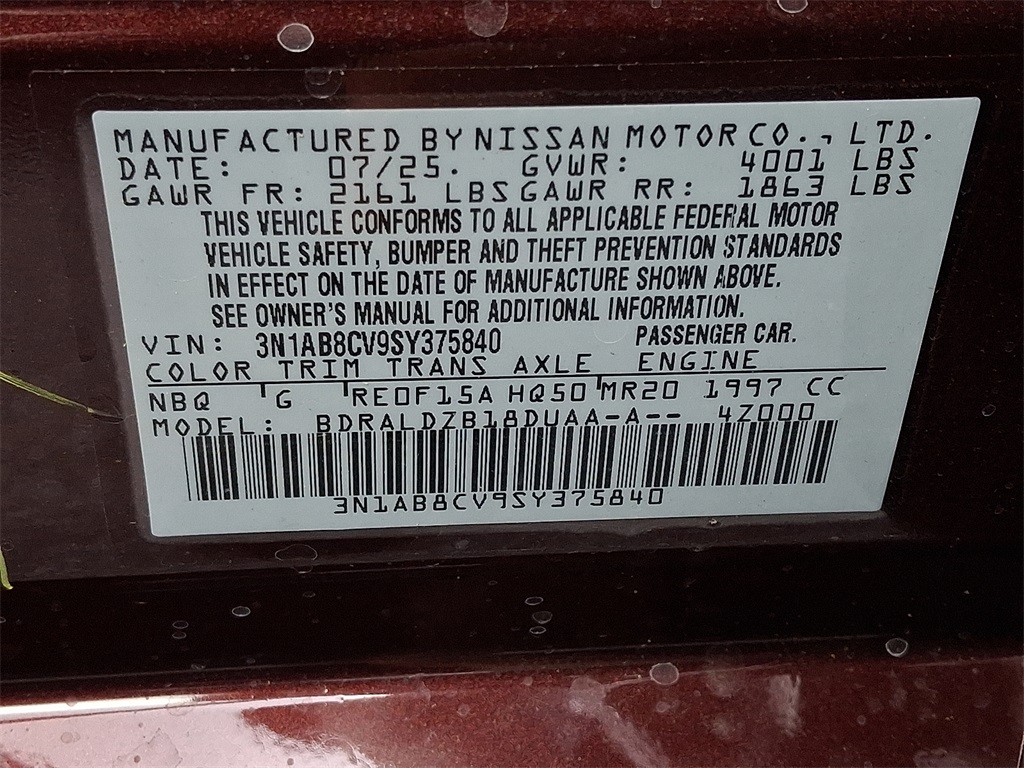 MANUFACTURED BY NISSAN MOTOR CO., LTD.
DATE: 07/25. GVWR: 4001 LBS
GAWR FR: 2161 LBS GAWR RR: 1863 LBS
THIS VEHICLE CONFORMS TO ALL APPLICABLE FEDERAL MOTOR
VEHICLE SAFETY, BUMPER AND THEFT PREVENTION STANDARDS
IN EFFECT ON THE DATE OF MANUFACTURE SHOWN ABOVE.
SEE OWNER'S MANUAL FOR ADDITIONAL INFORMATION.
VIN: 3N1AB8CV9SY375840 PASSENGER CAR.
COLOR TRIM TRANS AXLE ENGINE
NBQ G RE0F15A HQ50 MR20 1997 CC
MODEL: BDRALDZB18DUAA-A-- 4Z000
3N1AB8CV9SY375840